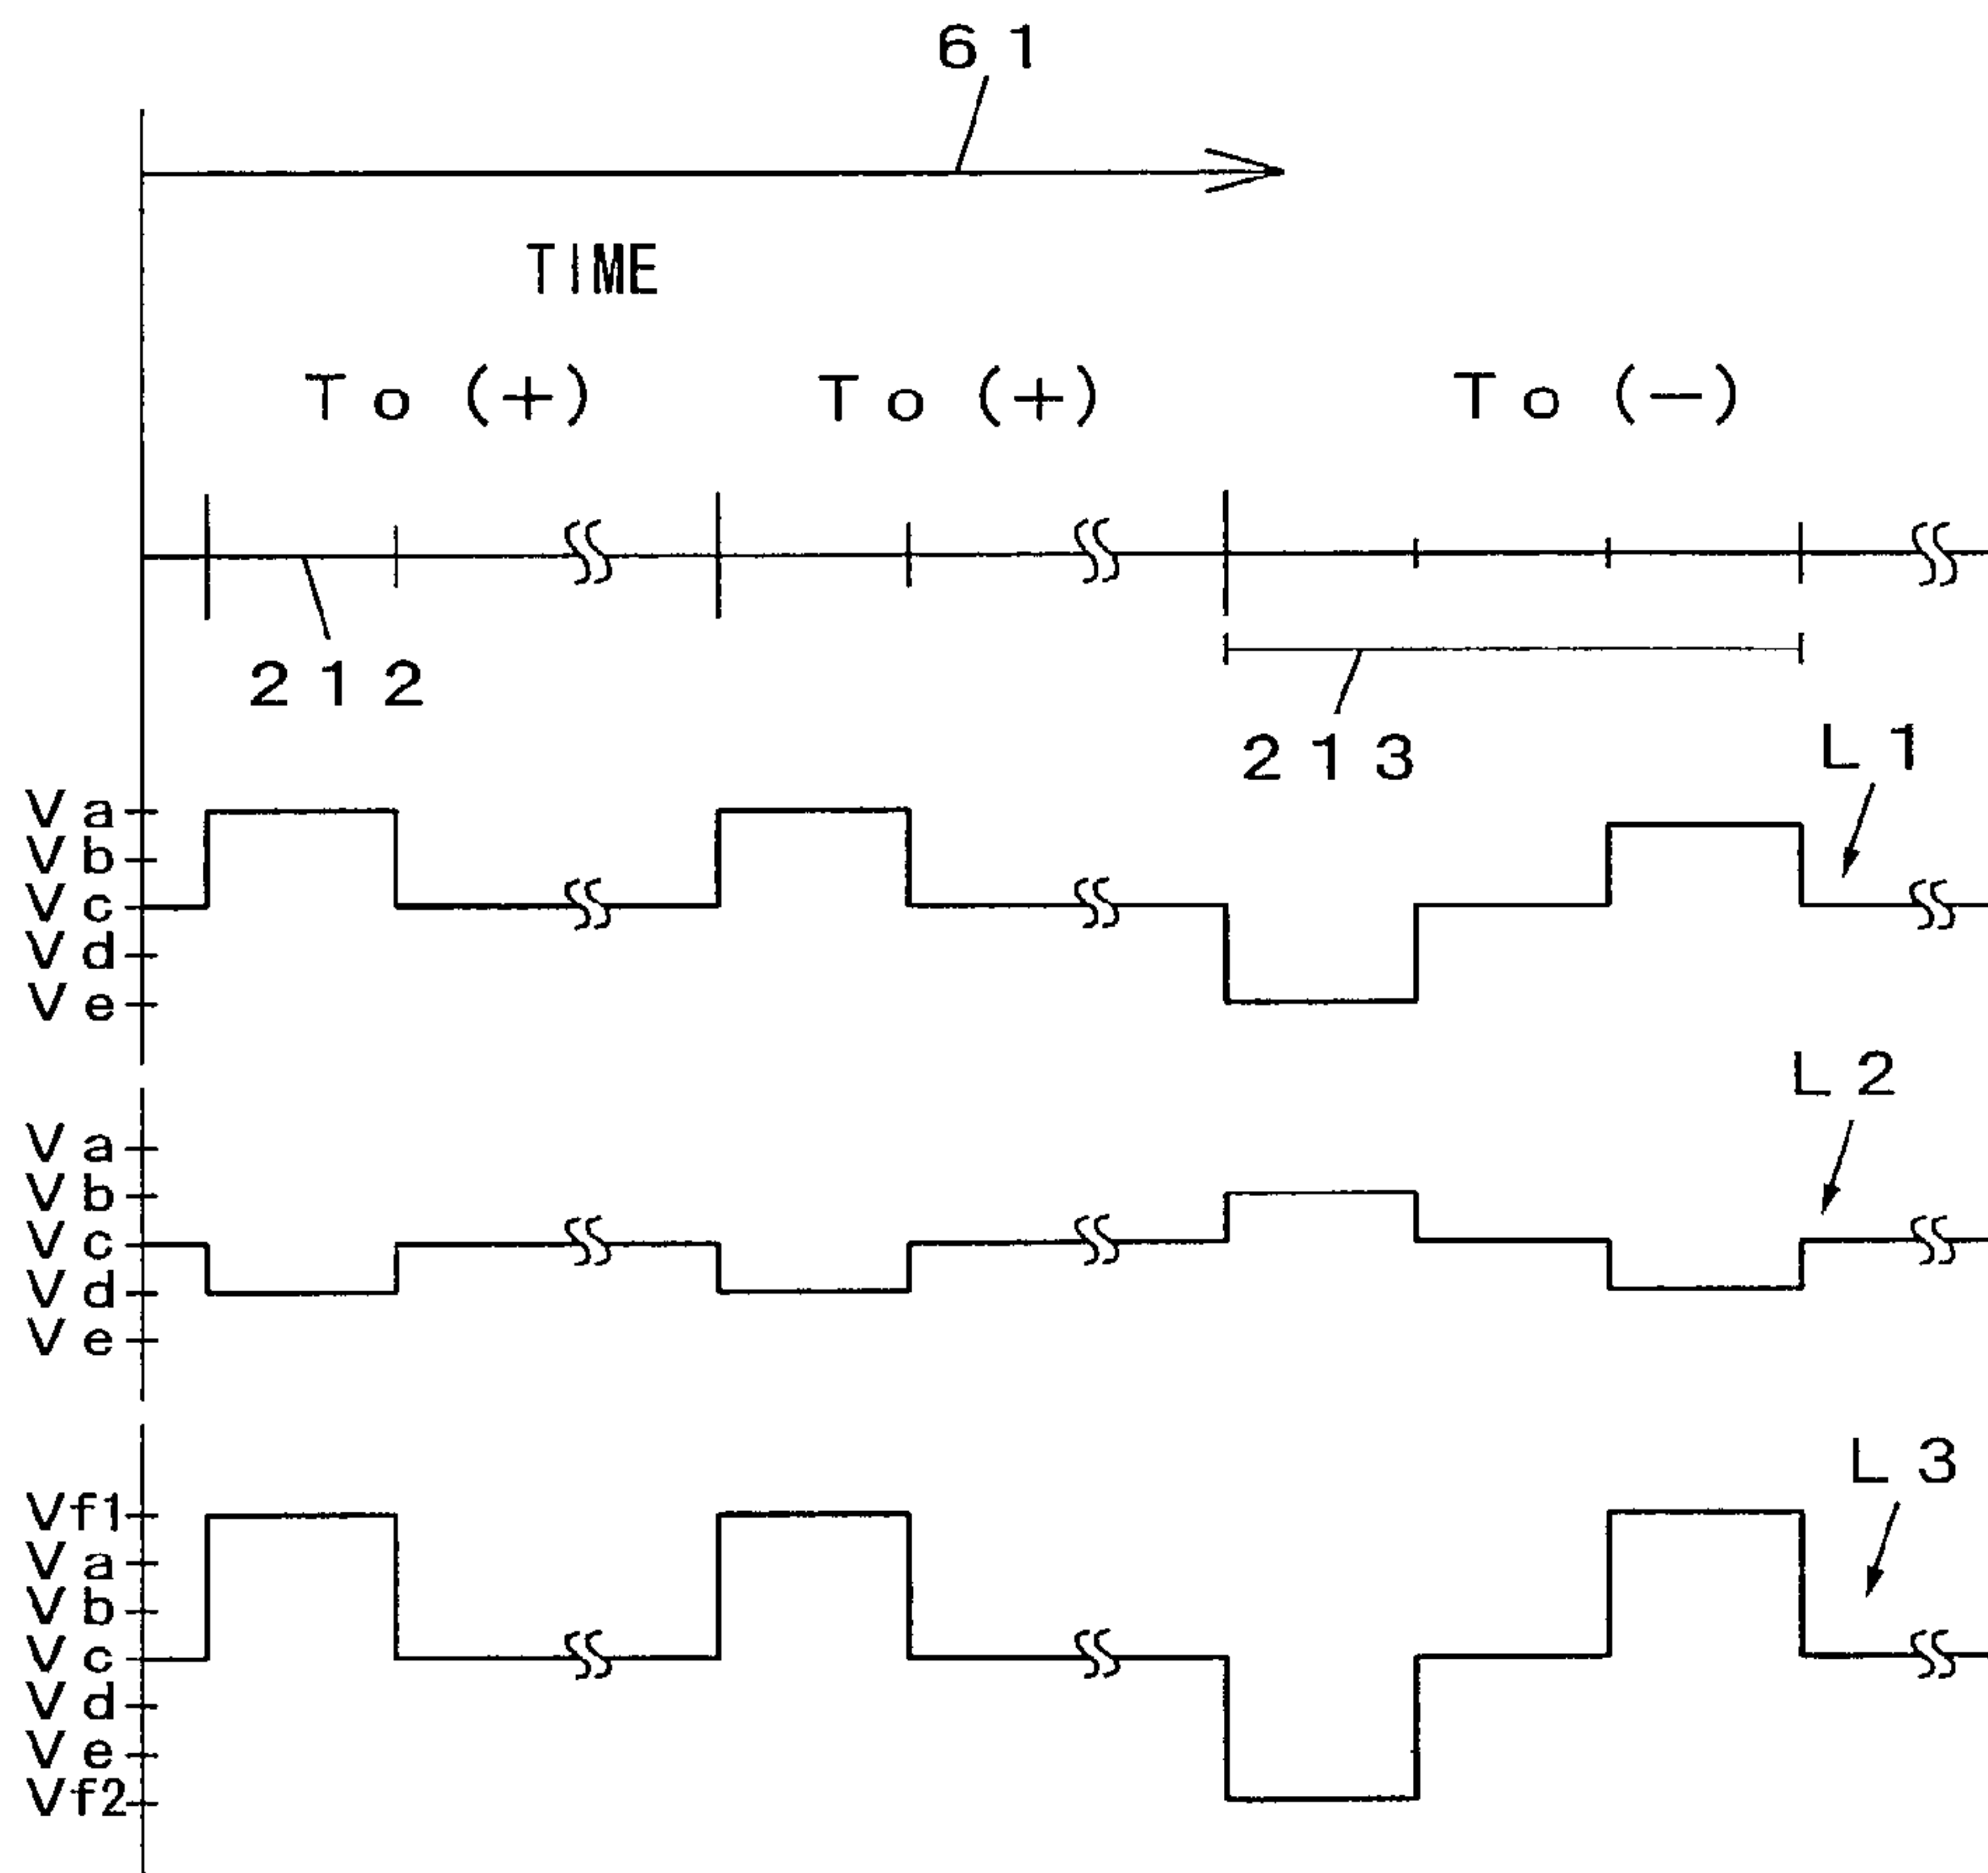 61
TIME
To (+) To (+) To (-)
212
213
L1
Va
Vb
Vc
Vd
Ve
L2
Va
Vb
Vc
Vd
Ve
L3
Vf1
Va
Vb
Vc
Vd
Ve
Vf2